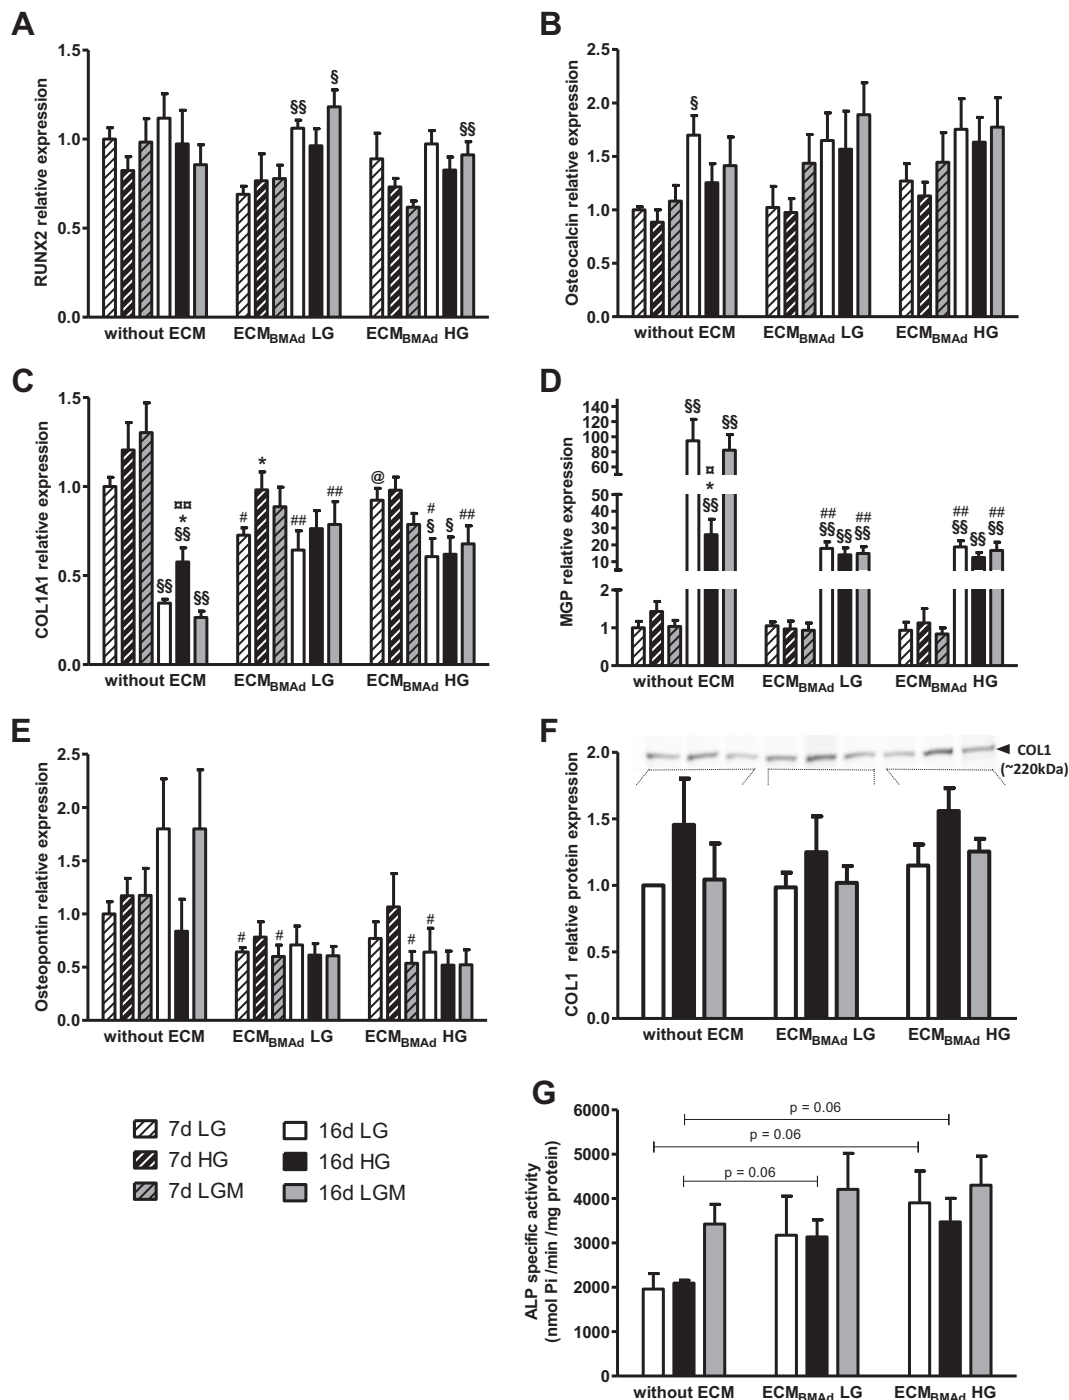 A
RUNX2 relative expression
1.5
1.0
0.5
0.0
§§
§
§§
without ECM
ECMBMAd LG
ECMBMAd HG
B
Osteocalcin relative expression
2.5
2.0
1.5
1.0
0.5
0.0
§
without ECM
ECMBMAd LG
ECMBMAd HG
C
COL1A1 relative expression
1.5
1.0
0.5
0.0
§§
¤¤
*
§§
§§
#
*
##
##
@
#
§
§
##
without ECM
ECMBMAd LG
ECMBMAd HG
D
MGP relative expression
140
120
100
80
60
50
40
30
20
10
2
1
0
§§
¤
*
§§
§§
##
§§
§§
##
§§
##
§§
§§
##
§§
without ECM
ECMBMAd LG
ECMBMAd HG
E
Osteopontin relative expression
2.5
2.0
1.5
1.0
0.5
0.0
#
#
#
#
without ECM
ECMBMAd LG
ECMBMAd HG
F
COL1 relative protein expression
2.0
1.5
1.0
0.5
0.0
COL1
(~220kDa)
without ECM
ECMBMAd LG
ECMBMAd HG
7d LG
16d LG
7d HG
16d HG
7d LGM
16d LGM
G
ALP specific activity
(nmol Pi /min /mg protein)
6000
5000
4000
3000
2000
1000
0
p = 0.06
p = 0.06
p = 0.06
without ECM
ECMBMAd LG
ECMBMAd HG